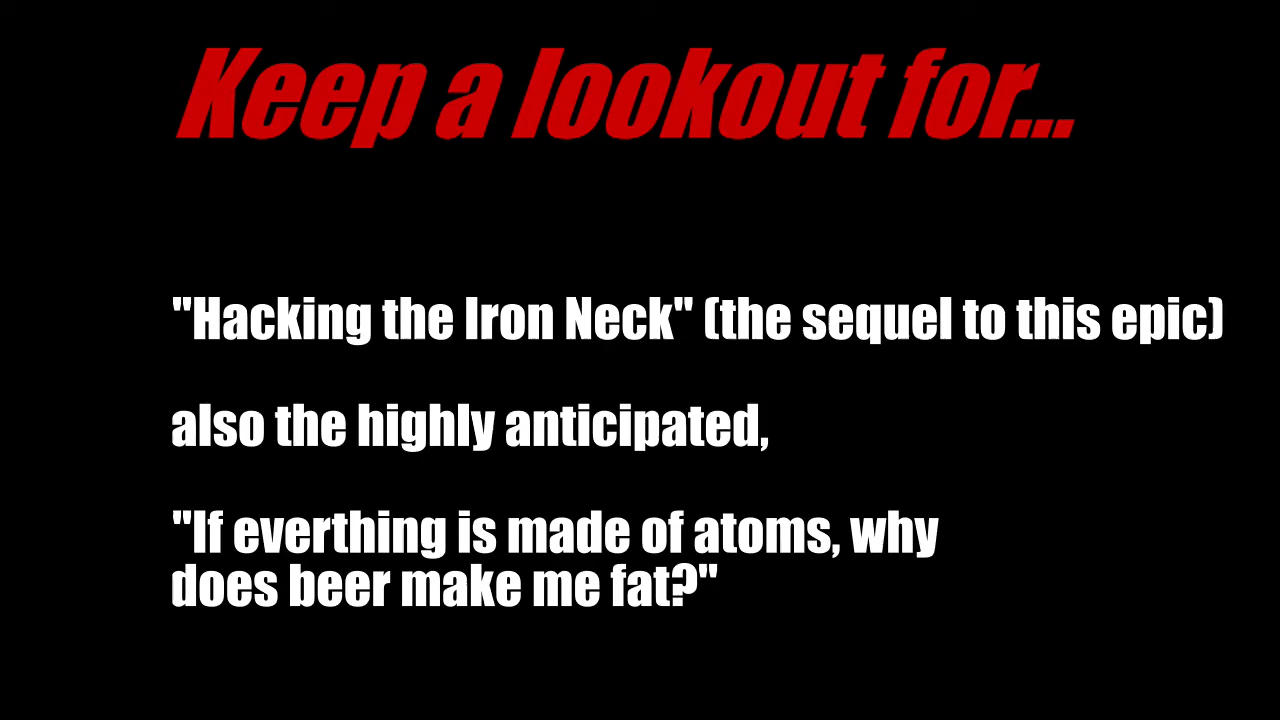 Keep a lookout for...
"Hacking the Iron Neck" (the sequel to this epic)
also the highly anticipated,
"If everthing is made of atoms, why
does beer make me fat?"